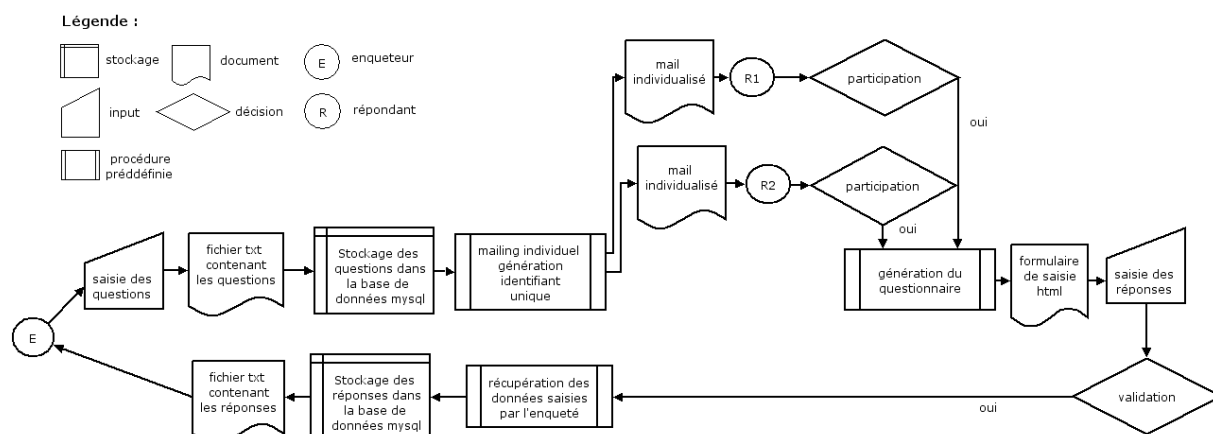 Légende :
stockage
document
E
enqueteur
input
décision
R
répondant
procédure
préddéfinie
mail
individualisé
R1
participation
oui
mail
individualisé
R2
participation
oui
saisie des
questions
fichier txt
contenant
les questions
Stockage des
questions dans
la base de
données mysql
mailing individuel
génération
identifiant
unique
génération du
questionnaire
formulaire
de saisie
html
saisie des
réponses
E
fichier txt
contenant
les réponses
Stockage des
réponses dans
la base de
données mysql
récupération des
données saisies
par l'enqueté
oui
validation